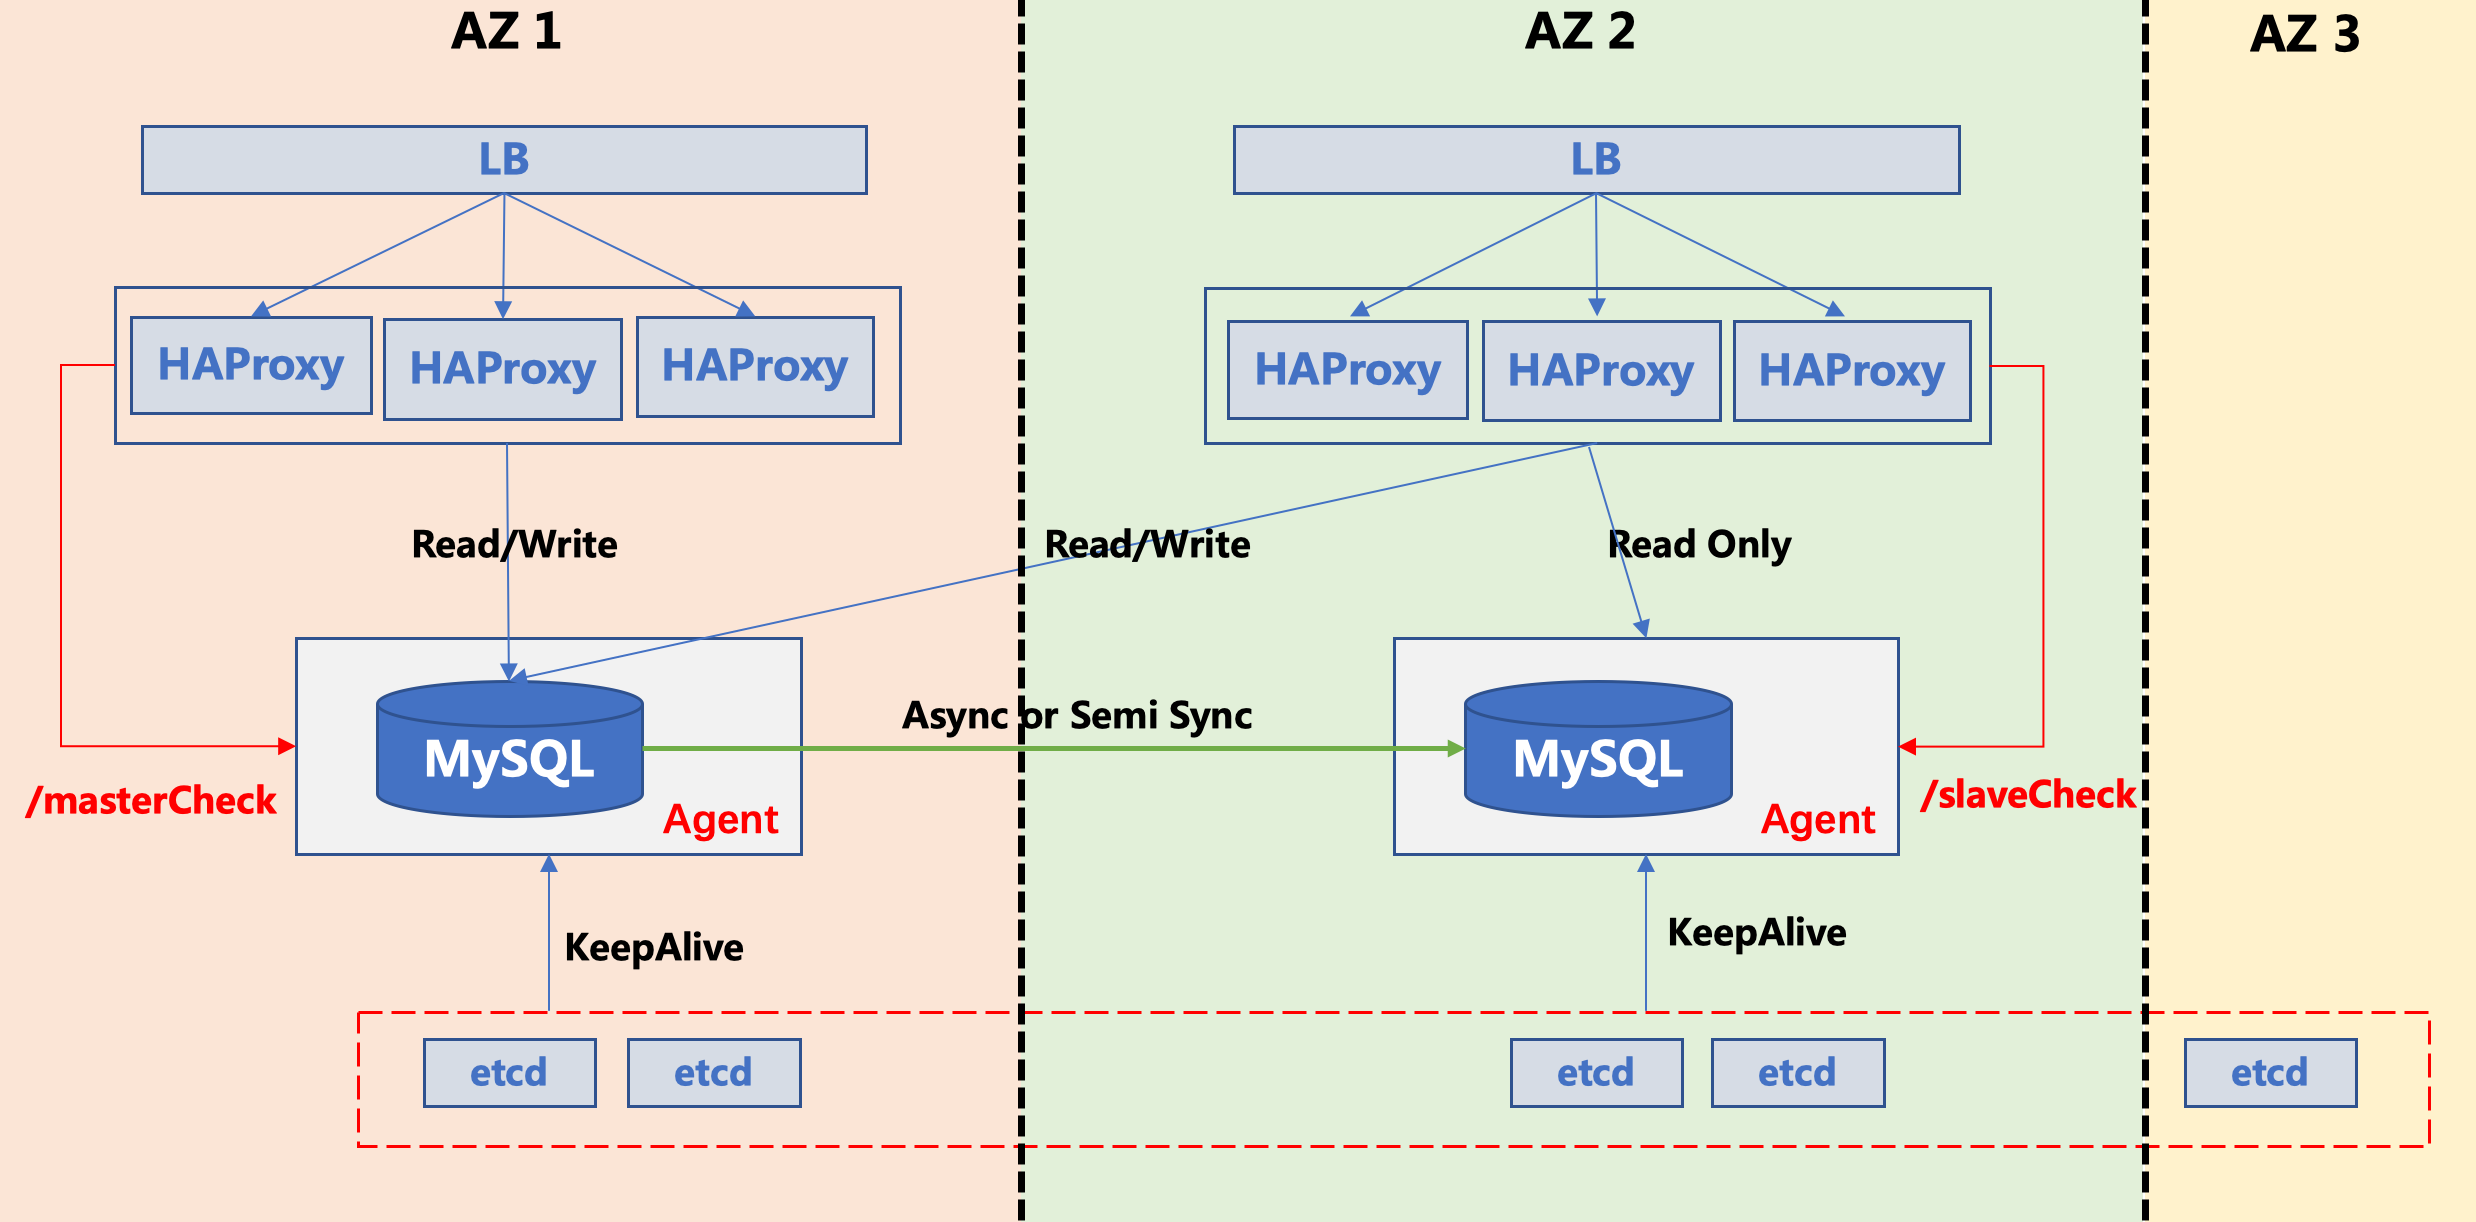 AZ 1
AZ 2
AZ 3
LB
LB
HAProxy
HAProxy
HAProxy
HAProxy
HAProxy
HAProxy
Read/Write
Read/Write
Read Only
Async or Semi Sync
MySQL
MySQL
/masterCheck
Agent
Agent
/slaveCheck
KeepAlive
KeepAlive
etcd
etcd
etcd
etcd
etcd